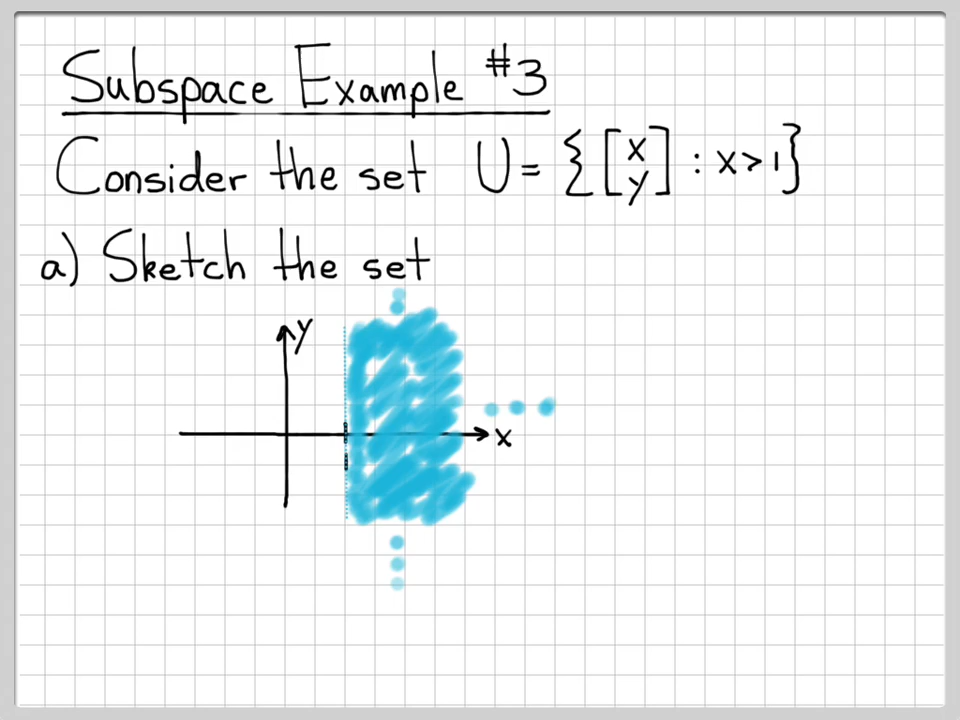 Subspace Example #3
Consider the set U = { [ x y ] : x > 1 }
a) Sketch the set
y
x